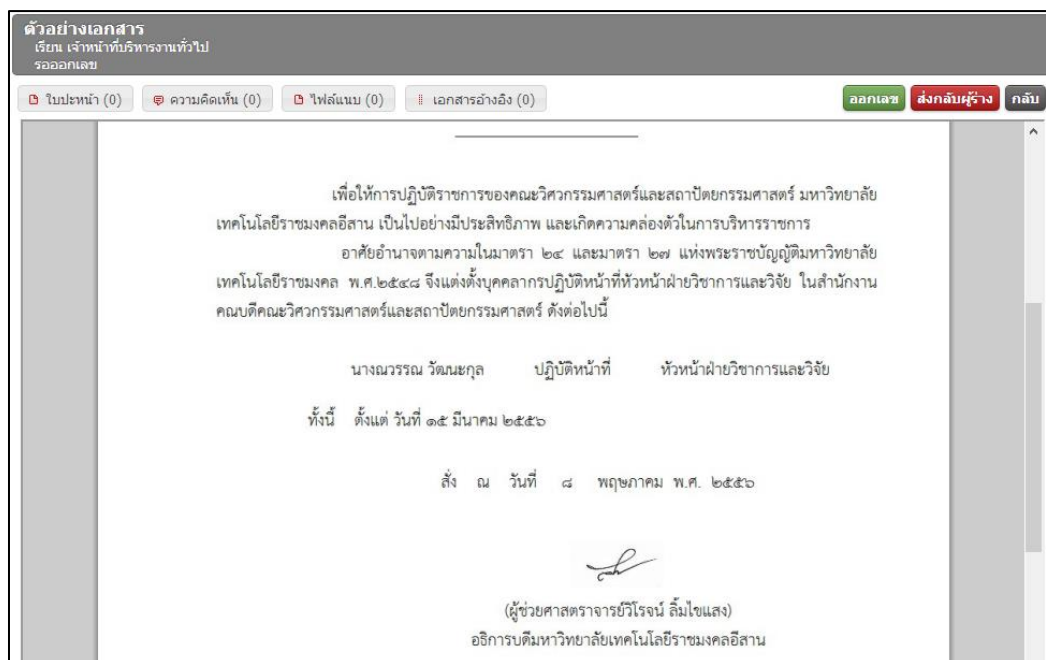 ตัวอย่างเอกสาร
เรียน เจ้าหน้าที่บริหารงานทั่วไป
รอออกเลข
ใบปะหน้า (0) ความคิดเห็น (0) ไฟล์แนบ (0) เอกสารอ้างอิง (0) ออกเลข ส่งกลับผู้ร่าง กลับ
เพื่อให้การปฏิบัติราชการของคณะวิศวกรรมศาสตร์และสถาปัตยกรรมศาสตร์ มหาวิทยาลัย
เทคโนโลยีราชมงคลอีสาน เป็นไปอย่างมีประสิทธิภาพ และเกิดความคล่องตัวในการบริหารราชการ
อาศัยอำนาจตามความในมาตรา ๒๔ และมาตรา ๒๗ แห่งพระราชบัญญัติมหาวิทยาลัย
เทคโนโลยีราชมงคล พ.ศ.๒๕๔๘ จึงแต่งตั้งบุคคลากรปฏิบัติหน้าที่หัวหน้าฝ่ายวิชาการและวิจัย ในสำนักงาน
คณบดีคณะวิศวกรรมศาสตร์และสถาปัตยกรรมศาสตร์ ดังต่อไปนี้
นางณวรรณ วัฒนะกุล ปฏิบัติหน้าที่ หัวหน้าฝ่ายวิชาการและวิจัย
ทั้งนี้ ตั้งแต่ วันที่ ๑๕ มีนาคม ๒๕๕๖
สั่ง ณ วันที่ ๘ พฤษภาคม พ.ศ. ๒๕๕๖
(ผู้ช่วยศาสตราจารย์วิโรจน์ ลิ้มไขแสง)
อธิการบดีมหาวิทยาลัยเทคโนโลยีราชมงคลอีสาน